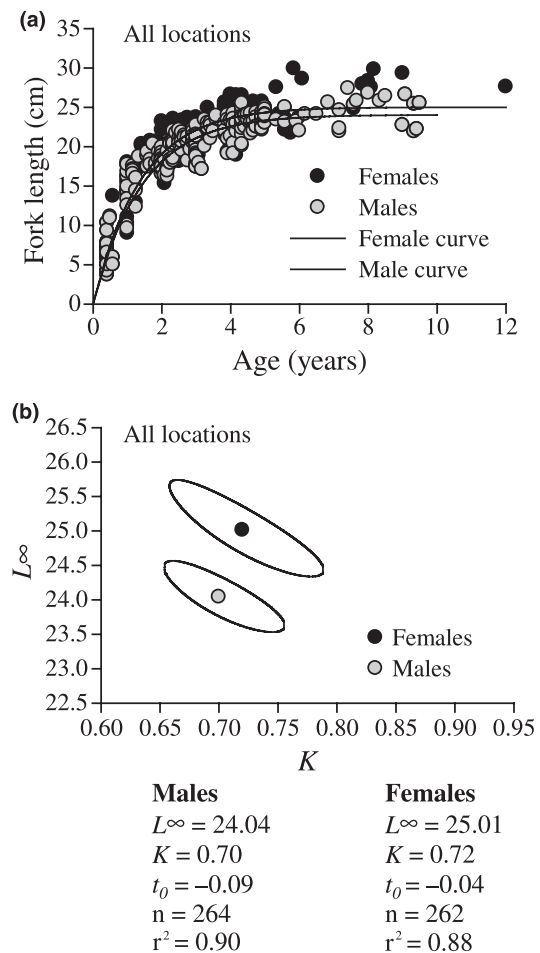 (a)
All locations
Fork length (cm)
35
30
25
20
15
10
5
0
Females
Males
Female curve
Male curve
0 2 4 6 8 10 12
Age (years)
(b)
All locations
L∞
26.5
26.0
25.5
25.0
24.5
24.0
23.5
23.0
22.5
Females
Males
0.60 0.65 0.70 0.75 0.80 0.85 0.90 0.95
K
Males Females
L∞ = 24.04 L∞ = 25.01
K = 0.70 K = 0.72
t₀ = –0.09 t₀ = –0.04
n = 264 n = 262
r² = 0.90 r² = 0.88